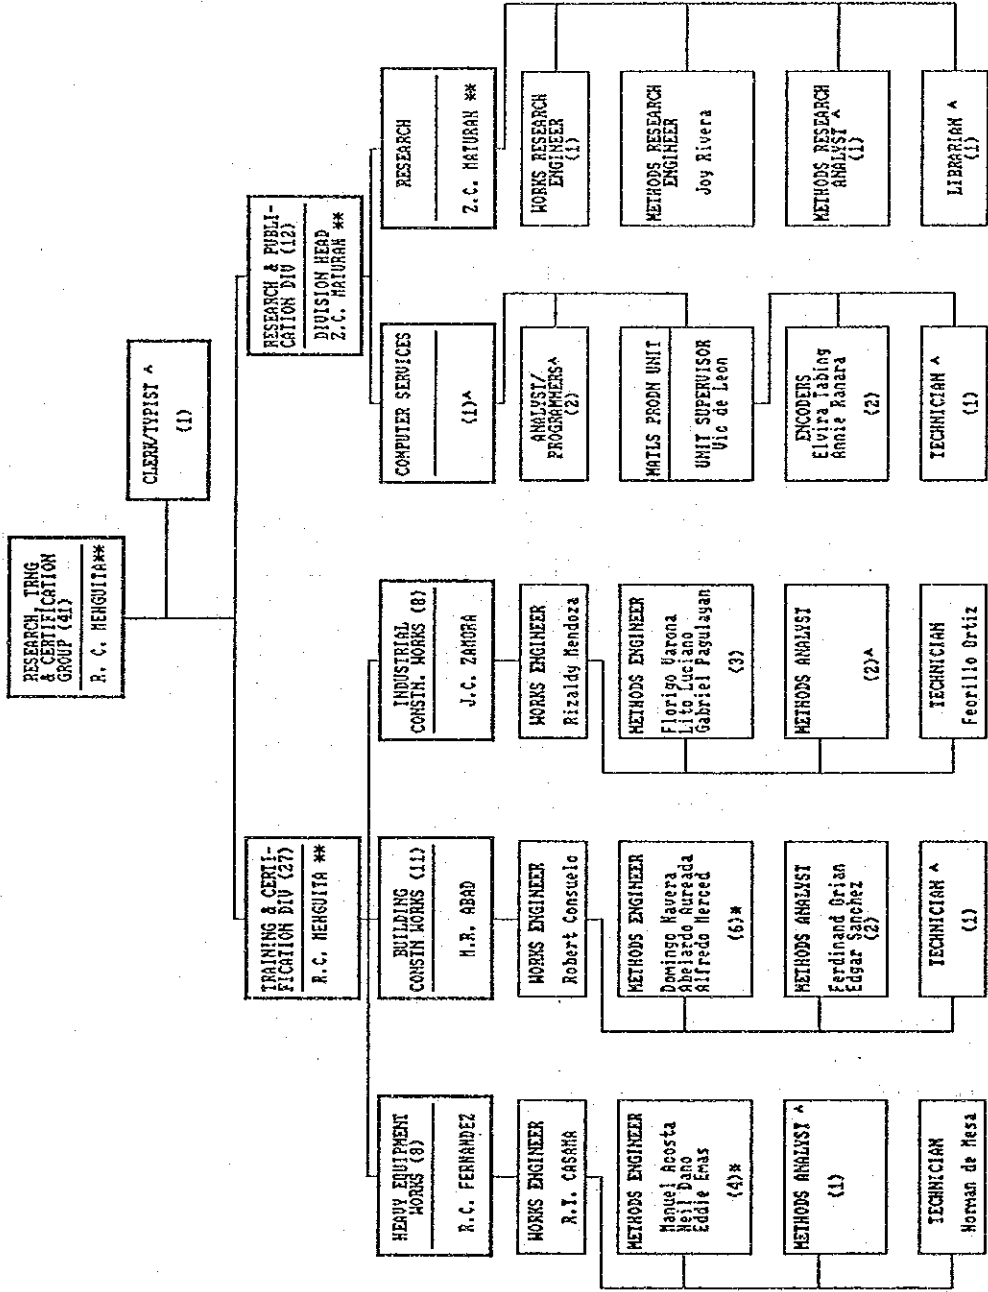 RESEARCH, TRNG
& CERTIFICATION
GROUP (41)
R. C. MENGUITA**
CLERK/TYPIST ^
(1)
TRAINING & CERTI-
FICATION DIV (27)
R.C. MENGUITA **
RESEARCH & PUBLI-
CATION DIV (12)
DIVISION HEAD
Z.C. MATURAN **
HEAVY EQUIPMENT
WORKS (8)
R.C. FERNANDEZ
WORKS ENGINEER
R.T. CASAMA
METHODS ENGINEER
Manuel Acosta
Neil Dano
Eddie Emas
(4)*
METHODS ANALYST ^
(1)
TECHNICIAN
Norman de Mesa
BUILDING
CONSTN WORKS (11)
M.R. ABAD
WORKS ENGINEER
Robert Consuelo
METHODS ENGINEER
Domingo Navera
Abelardo Aureada
Alfredo Merced
(6)*
METHODS ANALYST
Ferdinand Orian
Edgar Sanchez
(2)
TECHNICIAN ^
(1)
INDUSTRIAL
CONSTN. WORKS (8)
J.C. ZAMORA
WORKS ENGINEER
Rizaldy Mendoza
METHODS ENGINEER
Florigo Varona
Lito Luciano
Gabriel Pagulayan
(3)
METHODS ANALYST
(2)^
TECHNICIAN
Feorillo Ortiz
COMPUTER SERVICES
(1)^
ANALYST/
PROGRAMMERS^
(2)
MATLS PRODN UNIT
UNIT SUPERVISOR
Vic de Leon
ENCODERS
Elvira Tabing
Annie Ranara
(2)
TECHNICIAN ^
(1)
RESEARCH
Z.C. MATURAN **
WORKS RESEARCH
ENGINEER
(1)
METHODS RESEARCH
ENGINEER
Joy Rivera
METHODS RESEARCH
ANALYST ^
(1)
LIBRARIAN ^
(1)